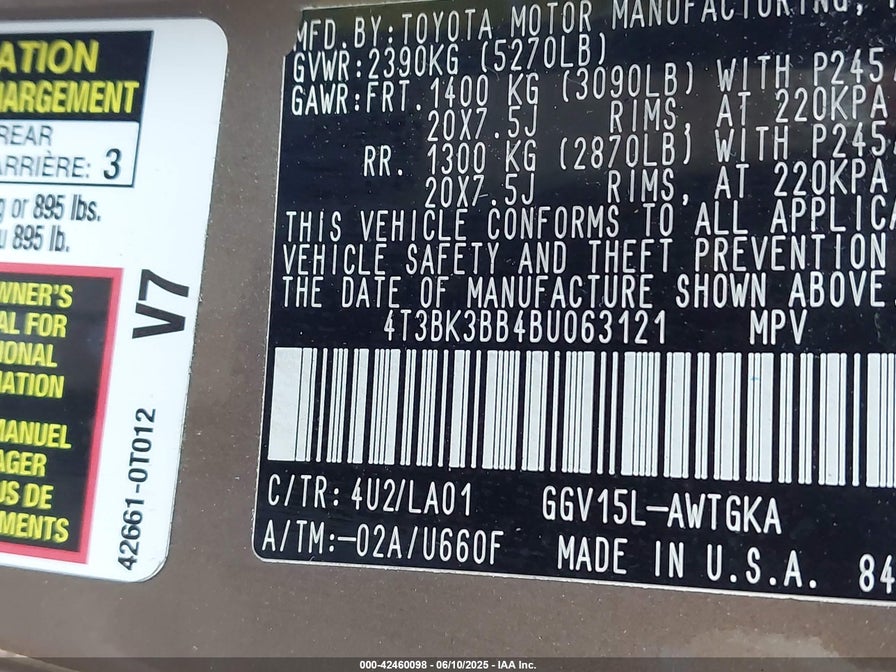 ATION
HARGEMENT
REAR
ARRIÈRE: 3
g or 895 lbs.
u 895 lb.
WNER'S
AL FOR
IONAL
MATION
MANUEL
AGER
US DE
MENTS
V7
42661-0T012
MFD.BY:TOYOTA MOTOR MANUFACTURING,
GVWR:2390KG (5270LB)
GAWR:FRT.1400 KG (3090LB) WITH P245
20X7.5J RIMS, AT 220KPA
RR. 1300 KG (2870LB) WITH P245
20X7.5J RIMS, AT 220KPA
THIS VEHICLE CONFORMS TO ALL APPLICA
VEHICLE SAFETY AND THEFT PREVENTION
THE DATE OF MANUFACTURE SHOWN ABOVE
4T3BK3BB4BU063121 MPV
C/TR: 4U2/LA01 GGV15L-AWTGKA
A/TM:-02A/U660F MADE IN U.S.A. 84
000-42460098 - 06/10/2025 - IAA Inc.